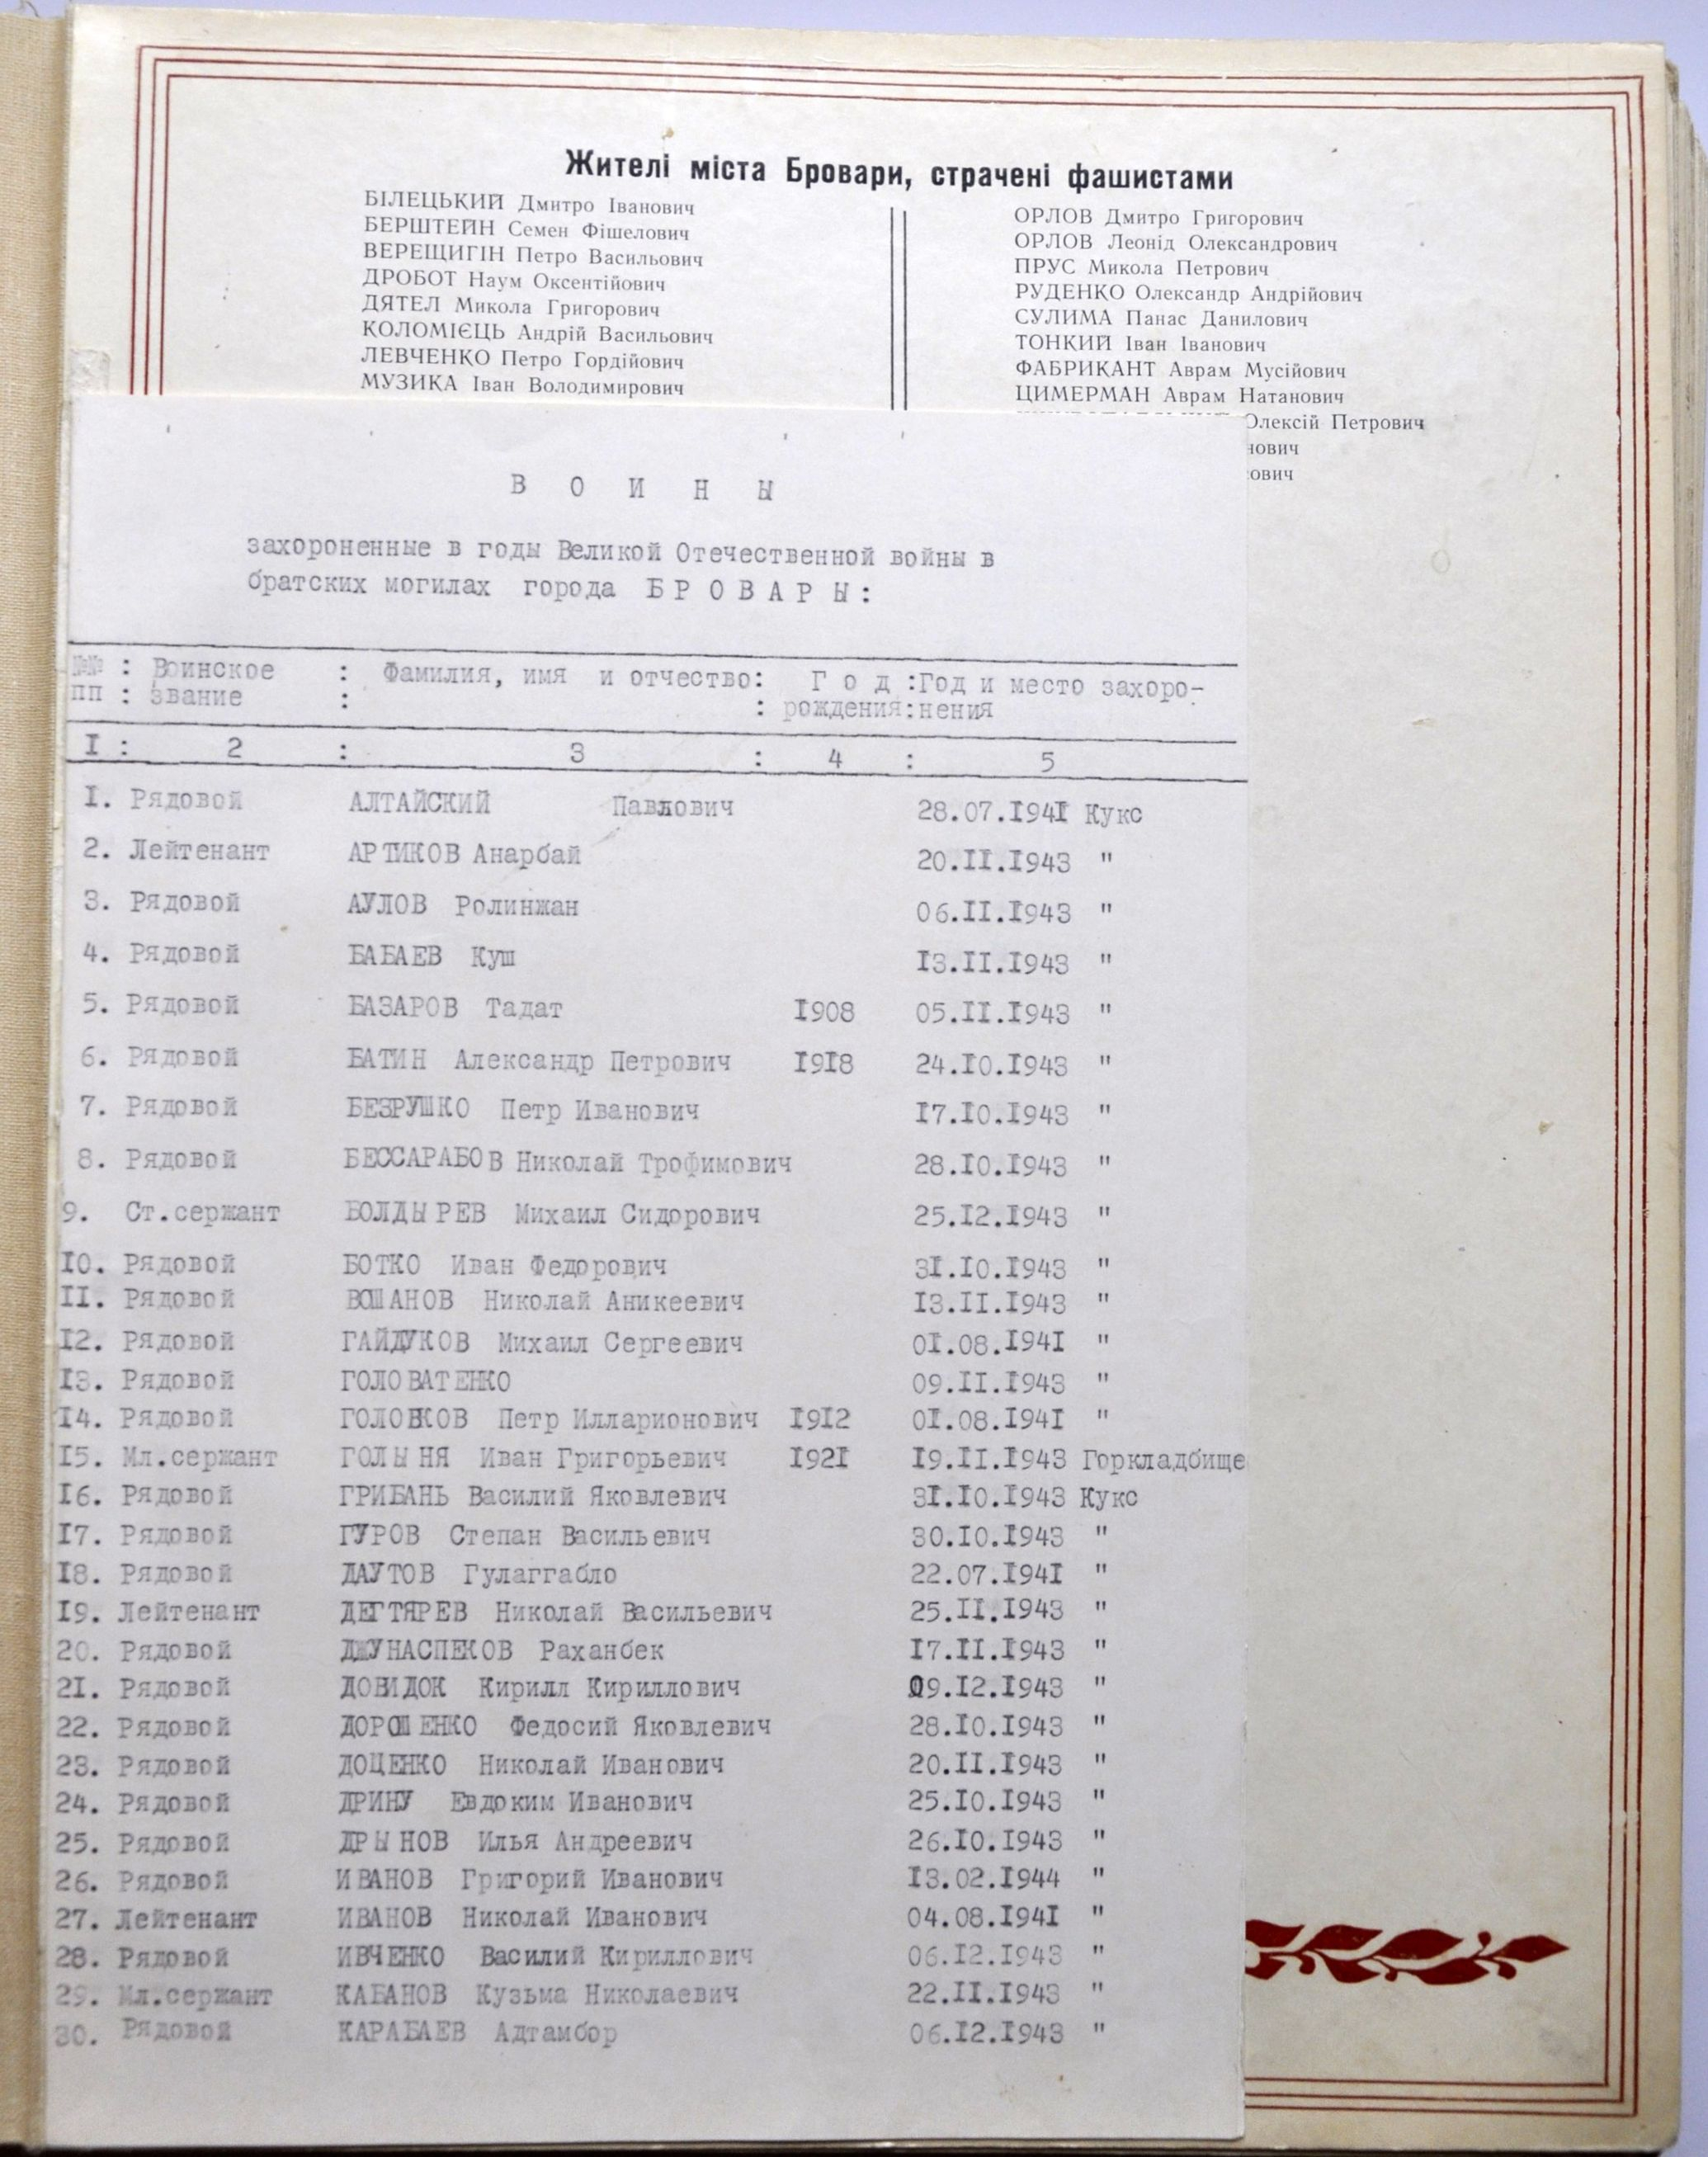 Жителі міста Бровари, страчені фашистами
БІЛЕЦЬКИЙ Дмитро Іванович
БЕРШТЕЙН Семен Фішелович
ВЕРЕЩИГІН Петро Васильович
ДРОБОТ Наум Оксентійович
ДЯТЕЛ Микола Григорович
КОЛОМІЄЦЬ Андрій Васильович
ЛЕВЧЕНКО Петро Гордійович
МУЗИКА Іван Володимирович
ОРЛОВ Дмитро Григорович
ОРЛОВ Леонід Олександрович
ПРУС Микола Петрович
РУДЕНКО Олександр Андрійович
СУЛИМА Панас Данилович
ТОНКИЙ Іван Іванович
ФАБРИКАНТ Аврам Мусійович
ЦИМЕРМАН Аврам Натанович
Олексій Петрович
нович
ович
В О И Н Ы
захороненные в годы Великой Отечественной войны в
братских могилах города Б Р О В А Р Ы :
№№ : Воинское : Фамилия, имя и отчество: Г о д :Год и место захоро-
пп : звание : : рождения:нения
I : 2 : 3 : 4 : 5
I. Рядовой АЛТАЙСКИЙ Павлович 28.07.I94I Кукс
2. Лейтенант АРТИКОВ Анарбай 20.II.I943 "
3. Рядовой АУЛОВ Ролинжан 06.II.I943 "
4. Рядовой БАБАЕВ Куш I3.II.I943 "
5. Рядовой БАЗАРОВ Тадат I908 05.II.I943 "
6. Рядовой БАТИН Александр Петрович I9I8 24.I0.I943 "
7. Рядовой БЕЗРУШКО Петр Иванович I7.I0.I943 "
8. Рядовой БЕССАРАБОВ Николай Трофимович 28.I0.I943 "
9. Ст.сержант БОЛДЫРЕВ Михаил Сидорович 25.I2.I943 "
I0. Рядовой БОТКО Иван Федорович 3I.I0.I943 "
II. Рядовой ВОШАНОВ Николай Аникеевич I3.II.I943 "
I2. Рядовой ГАЙДУКОВ Михаил Сергеевич 0I.08.I94I "
I3. Рядовой ГОЛОВАТЕНКО 09.II.I943 "
I4. Рядовой ГОЛОВКОВ Петр Илларионович I9I2 0I.08.I94I "
I5. Мл.сержант ГОЛЫНЯ Иван Григорьевич I92I I9.II.I943 Горкладбище
I6. Рядовой ГРИБАНЬ Василий Яковлевич 3I.I0.I943 Кукс
I7. Рядовой ГУРОВ Степан Васильевич 30.I0.I943 "
I8. Рядовой ДАУТОВ Гулаггабло 22.07.I94I "
I9. Лейтенант ДЕГТЯРЕВ Николай Васильевич 25.II.I943 "
20. Рядовой ДЖУНАСПЕКОВ Раханбек I7.II.I943 "
2I. Рядовой ДОВИДОК Кирилл Кириллович 09.I2.I943 "
22. Рядовой ДОРОШЕНКО Федосий Яковлевич 28.I0.I943 "
23. Рядовой ДОЦЕНКО Николай Иванович 20.II.I943 "
24. Рядовой ДРИНУ Евдоким Иванович 25.I0.I943 "
25. Рядовой ДРЫНОВ Илья Андреевич 26.I0.I943 "
26. Рядовой ИВАНОВ Григорий Иванович I3.02.I944 "
27. Лейтенант ИВАНОВ Николай Иванович 04.08.I94I "
28. Рядовой ИВЧЕНКО Василий Кириллович 06.I2.I943 "
29. Мл.сержант КАБАНОВ Кузьма Николаевич 22.II.I943 "
30. Рядовой КАРАБАЕВ Адтамбор 06.I2.I943 "